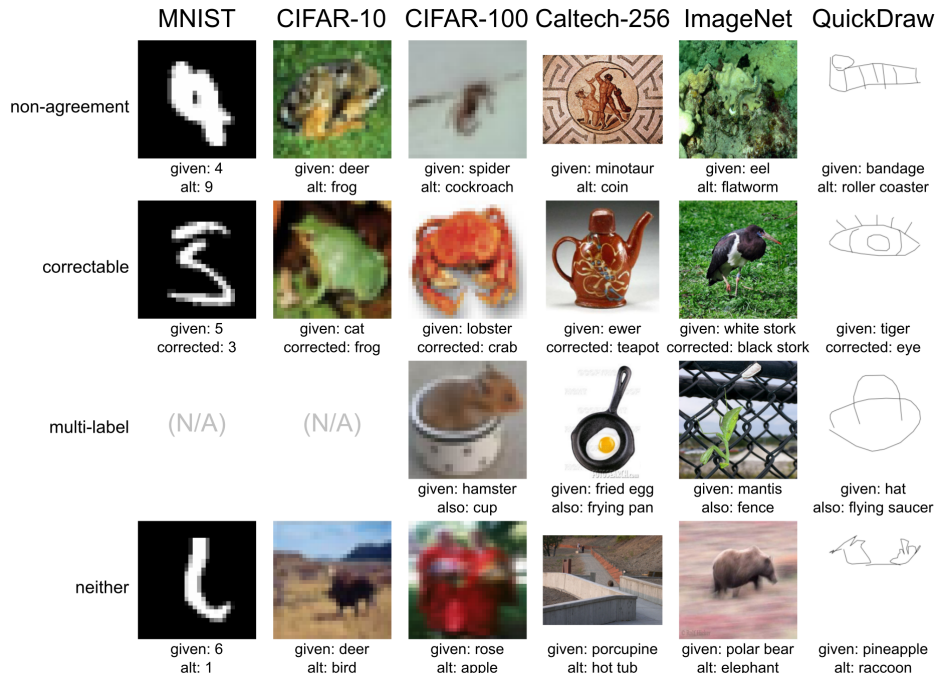 MNIST CIFAR-10 CIFAR-100 Caltech-256 ImageNet QuickDraw
non-agreement
given: 4 given: deer given: spider given: minotaur given: eel given: bandage
alt: 9 alt: frog alt: cockroach alt: coin alt: flatworm alt: roller coaster
correctable
given: 5 given: cat given: lobster given: ewer given: white stork given: tiger
corrected: 3 corrected: frog corrected: crab corrected: teapot corrected: black stork corrected: eye
multi-label
(N/A) (N/A)
given: hamster given: fried egg given: mantis given: hat
also: cup also: frying pan also: fence also: flying saucer
neither
given: 6 given: deer given: rose given: porcupine given: polar bear given: pineapple
alt: 1 alt: bird alt: apple alt: hot tub alt: elephant alt: raccoon